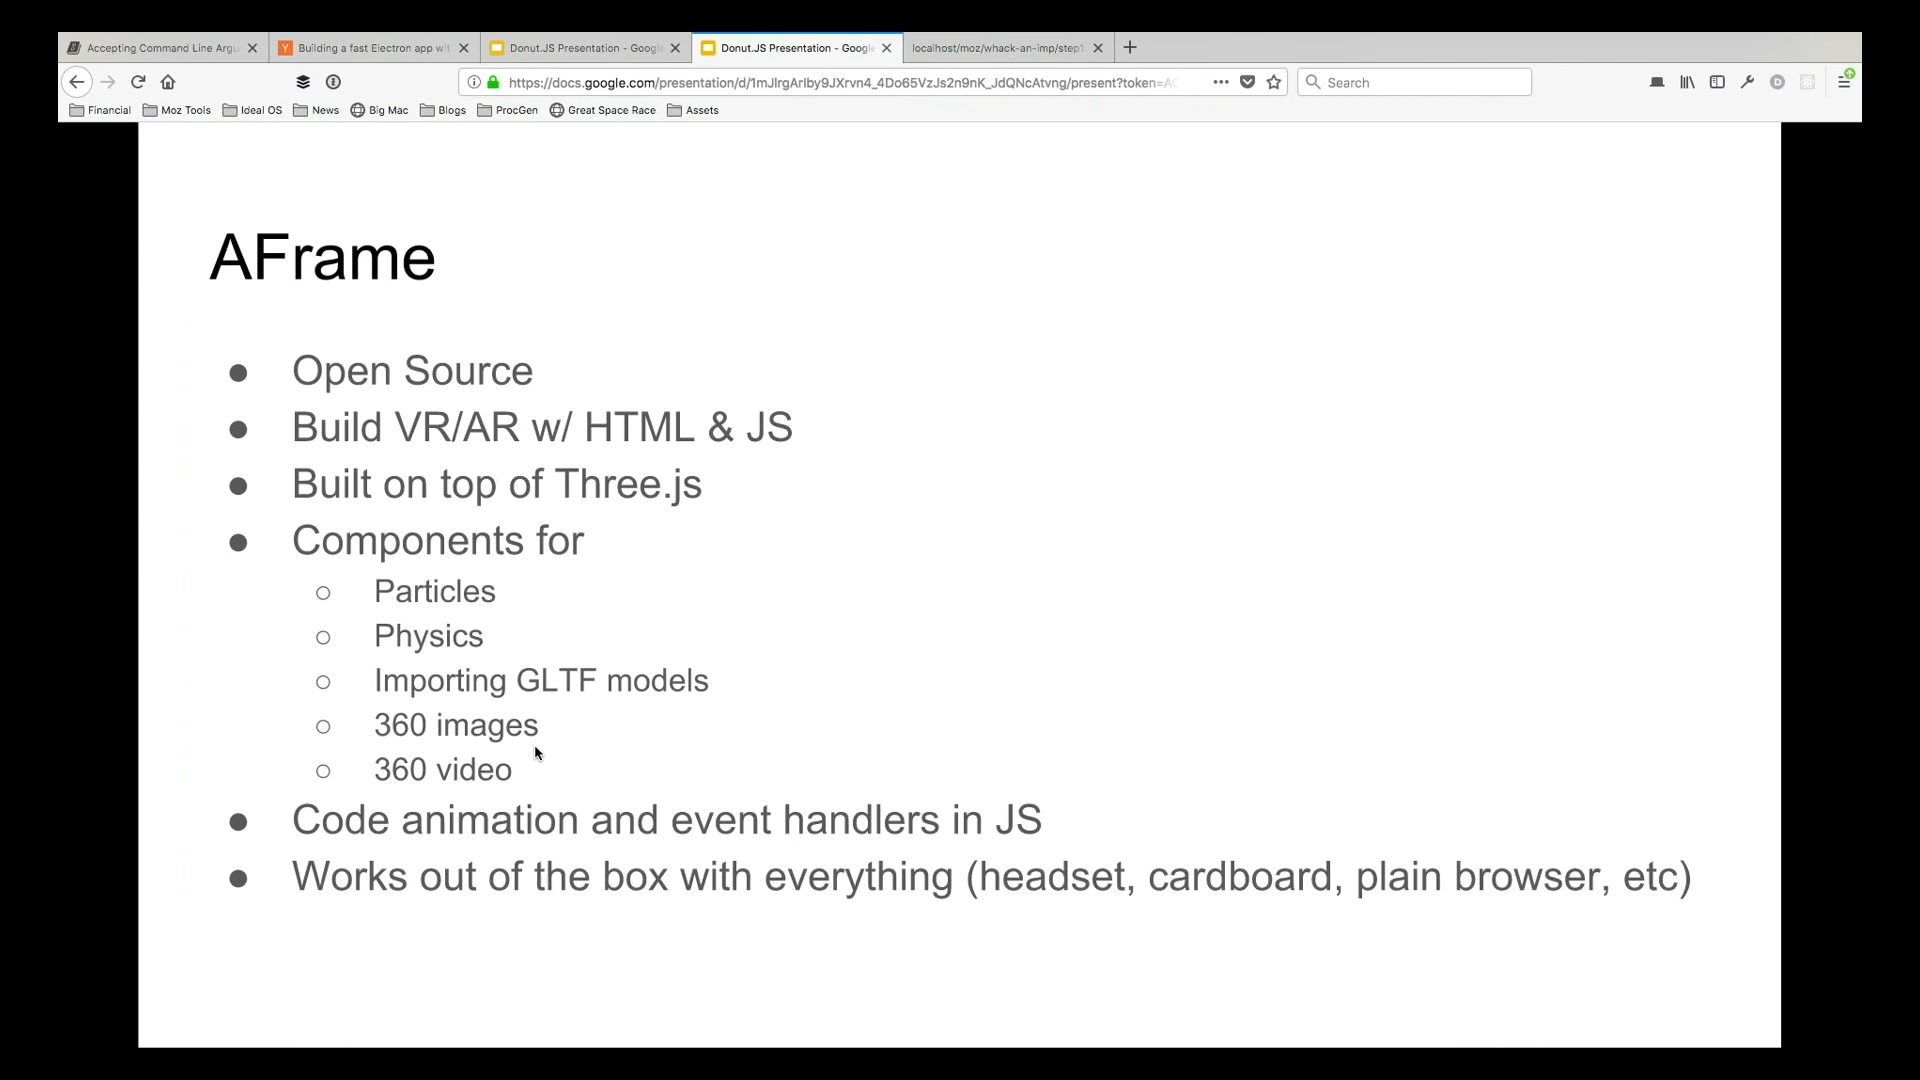 Accepting Command Line Argu
Building a fast Electron app wit
Donut.JS Presentation - Google
Donut.JS Presentation - Google
localhost/moz/whack-an-imp/step1
https://docs.google.com/presentation/d/1mJlrgArIby9JXrvn4_4Do65VzJs2n9nK_JdQNcAtvng/present?token=AC
Search
Financial
Moz Tools
Ideal OS
News
Big Mac
Blogs
ProcGen
Great Space Race
Assets
AFrame
● Open Source
● Build VR/AR w/ HTML & JS
● Built on top of Three.js
● Components for
○ Particles
○ Physics
○ Importing GLTF models
○ 360 images
○ 360 video
● Code animation and event handlers in JS
● Works out of the box with everything (headset, cardboard, plain browser, etc)